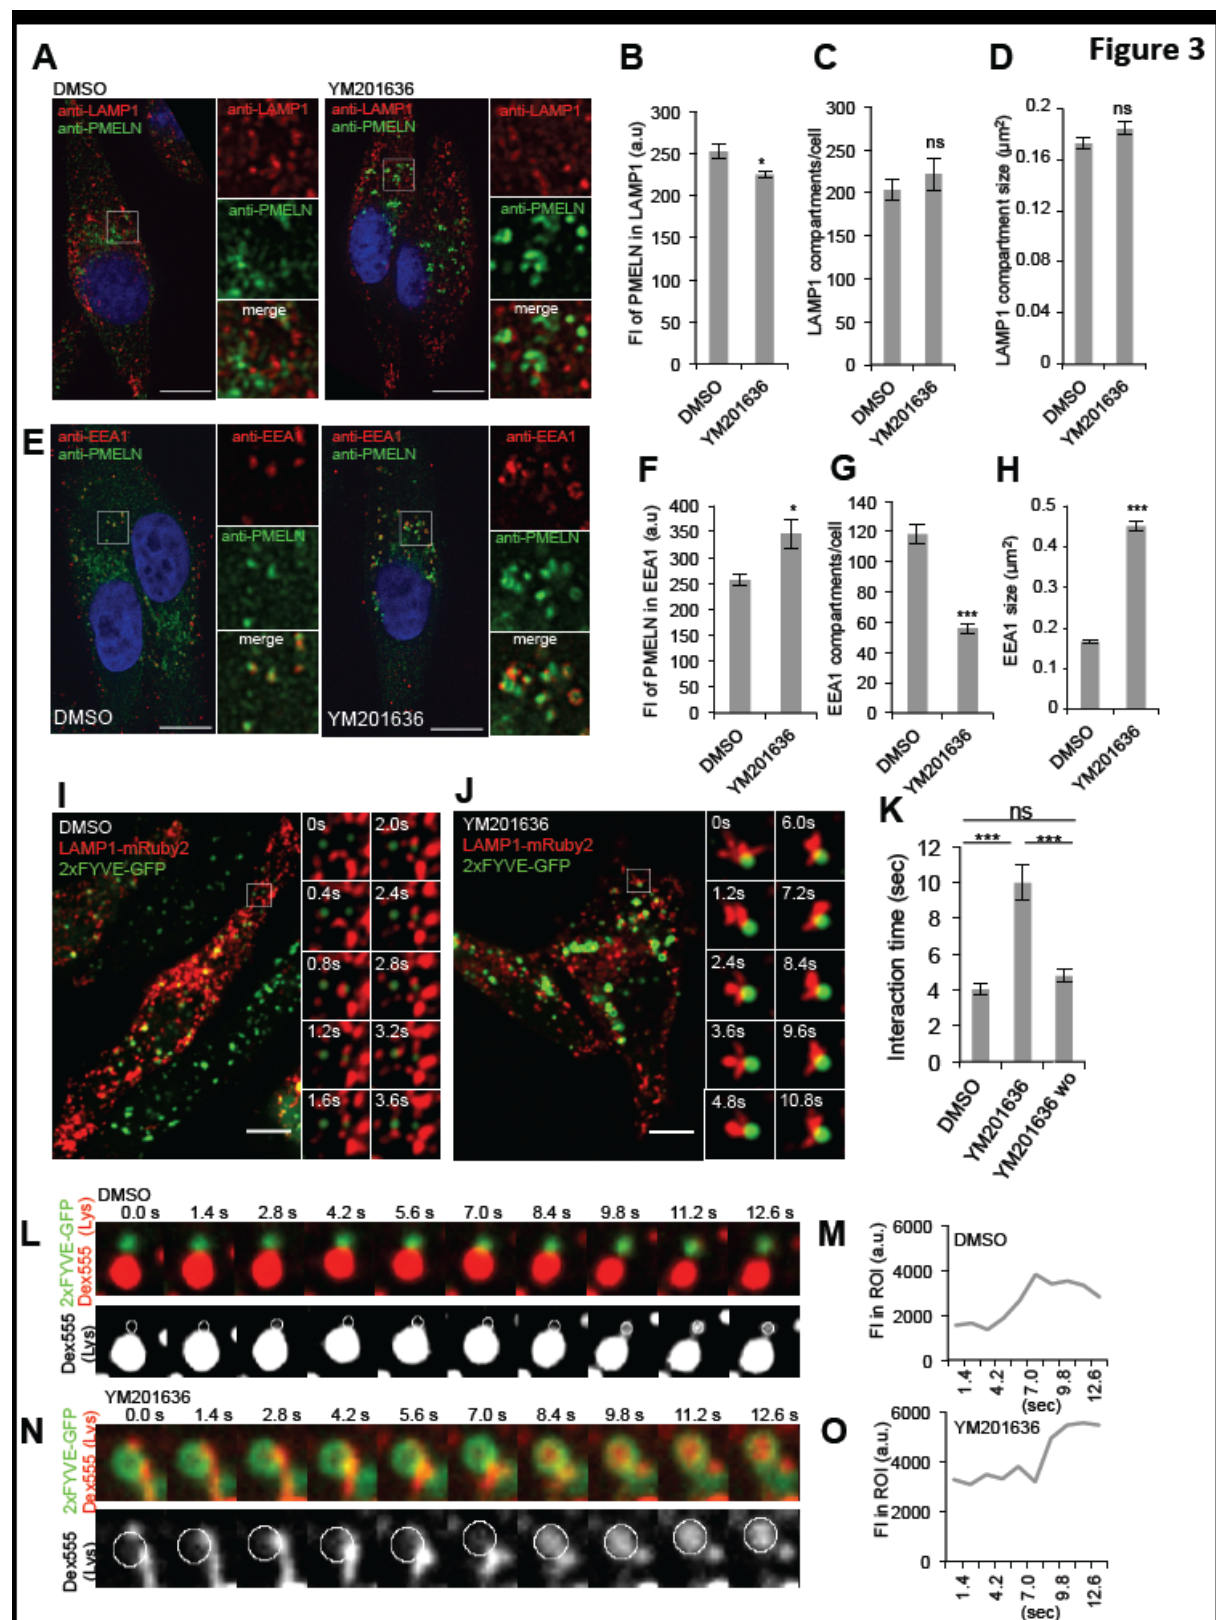 Figure 3
A
DMSO
anti-LAMP1
anti-PMELN
anti-LAMP1
anti-PMELN
merge
YM201636
anti-LAMP1
anti-PMELN
anti-LAMP1
anti-PMELN
merge
B
FI of PMELN in LAMP1 (a.u)
300
250
200
150
100
50
0
*
DMSO
YM201636
C
LAMP1 compartments/cell
300
250
200
150
100
50
0
ns
DMSO
YM201636
D
LAMP1 compartment size (µm²)
0.2
0.16
0.12
0.08
0.04
0
ns
DMSO
YM201636
E
anti-EEA1
anti-PMELN
DMSO
anti-EEA1
anti-PMELN
merge
anti-EEA1
anti-PMELN
YM201636
anti-EEA1
anti-PMELN
merge
F
FI of PMELN in EEA1 (a.u)
400
350
300
250
200
150
100
50
0
*
DMSO
YM201636
G
EEA1 compartments/cell
140
120
100
80
60
40
20
0
***
DMSO
YM201636
H
EEA1 size (µm²)
0.5
0.4
0.3
0.2
0.1
0
***
DMSO
YM201636
I
DMSO
LAMP1-mRuby2
2xFYVE-GFP
0s 2.0s
0.4s 2.4s
0.8s 2.8s
1.2s 3.2s
1.6s 3.6s
J
YM201636
LAMP1-mRuby2
2xFYVE-GFP
0s 6.0s
1.2s 7.2s
2.4s 8.4s
3.6s 9.6s
4.8s 10.8s
K
ns
*** ***
Interaction time (sec)
12
10
8
6
4
2
0
DMSO
YM201636
YM201636 wo
L
DMSO
0.0 s 1.4 s 2.8 s 4.2 s 5.6 s 7.0 s 8.4 s 9.8 s 11.2 s 12.6 s
2xFYVE-GFP
Dex555 (Lys)
Dex555
(Lys)
M
DMSO
FI in ROI (a.u.)
6000
4000
2000
0
1.4 4.2 7.0 9.8 12.6
(sec)
N
YM201636
0.0 s 1.4 s 2.8 s 4.2 s 5.6 s 7.0 s 8.4 s 9.8 s 11.2 s 12.6 s
2xFYVE-GFP
Dex555 (Lys)
Dex555
(Lys)
O
YM201636
FI in ROI (a.u.)
6000
4000
2000
0
1.4 4.2 7.0 9.8 12.6
(sec)